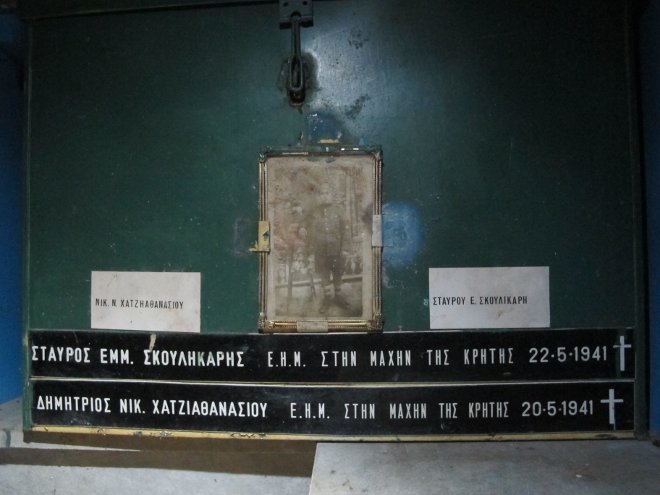 ΝΙΚ. Ν. ΧΑΤΖΗΑΘΑΝΑΣΙΟΥ
ΣΤΑΥΡΟΥ Ε. ΣΚΟΥΛΙΚΑΡΗ
ΣΤΑΥΡΟΣ ΕΜΜ. ΣΚΟΥΛΗΚΑΡΗΣ Ε.Η.Μ. ΣΤΗΝ ΜΑΧΗΝ ΤΗΣ ΚΡΗΤΗΣ 22-5-1941
ΔΗΜΗΤΡΙΟΣ ΝΙΚ. ΧΑΤΖΙΑΘΑΝΑΣΙΟΥ Ε.Η.Μ. ΣΤΗΝ ΜΑΧΗΝ ΤΗΣ ΚΡΗΤΗΣ 20-5-1941